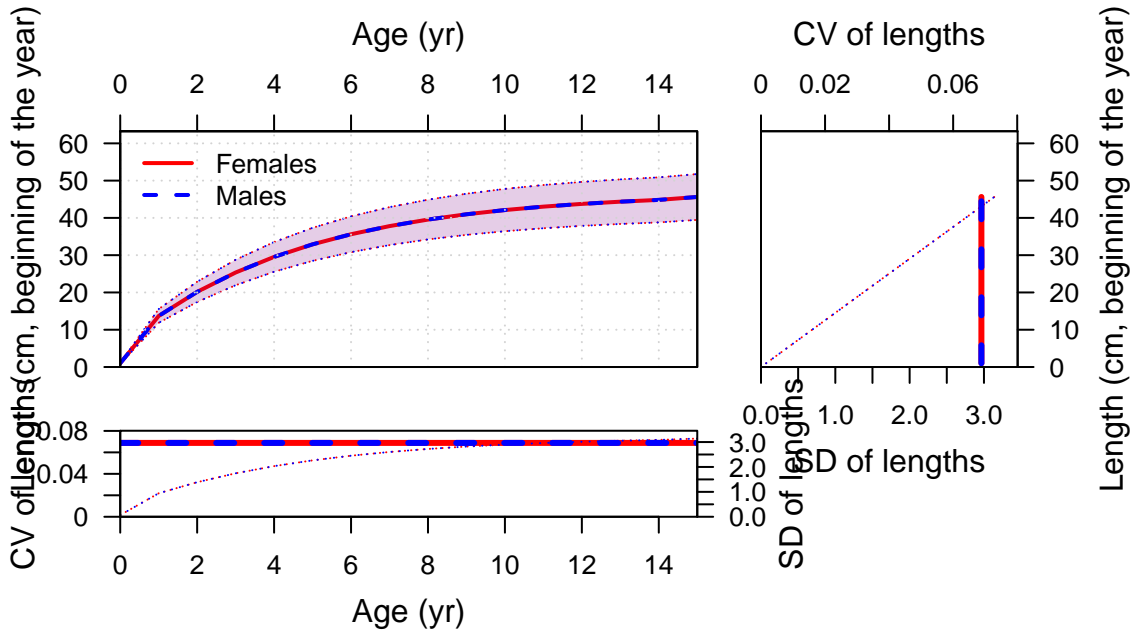 Age (yr)
CV of lengths
0 2 4 6 8 10 12 14
0 0.02 0.06
Length (cm, beginning of the year)
60
50
40
30
20
10
0
Females
Males
60
50
40
30
20
10
0
Length (cm, beginning of the year)
0.0 1.0 2.0 3.0
SD of lengths
CV of lengths
0.08
0.04
0
3.0
2.0
1.0
0.0
SD of lengths
0 2 4 6 8 10 12 14
Age (yr)